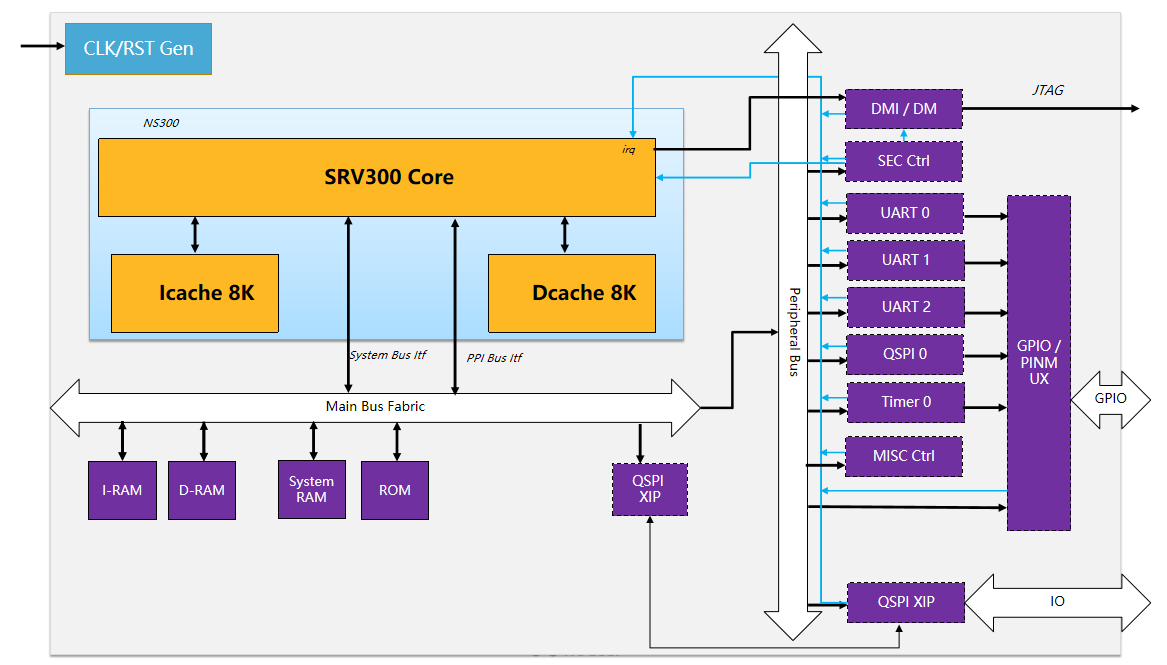 CLK/RST Gen
NS300
irq
SRV300 Core
Icache 8K
Dcache 8K
System Bus Itf
PPI Bus Itf
Main Bus Fabric
I-RAM
D-RAM
System
RAM
ROM
QSPI
XIP
Peripheral Bus
DMI / DM
JTAG
SEC Ctrl
UART 0
UART 1
UART 2
QSPI 0
Timer 0
MISC Ctrl
GPIO /
PINM
UX
GPIO
QSPI XIP
IO